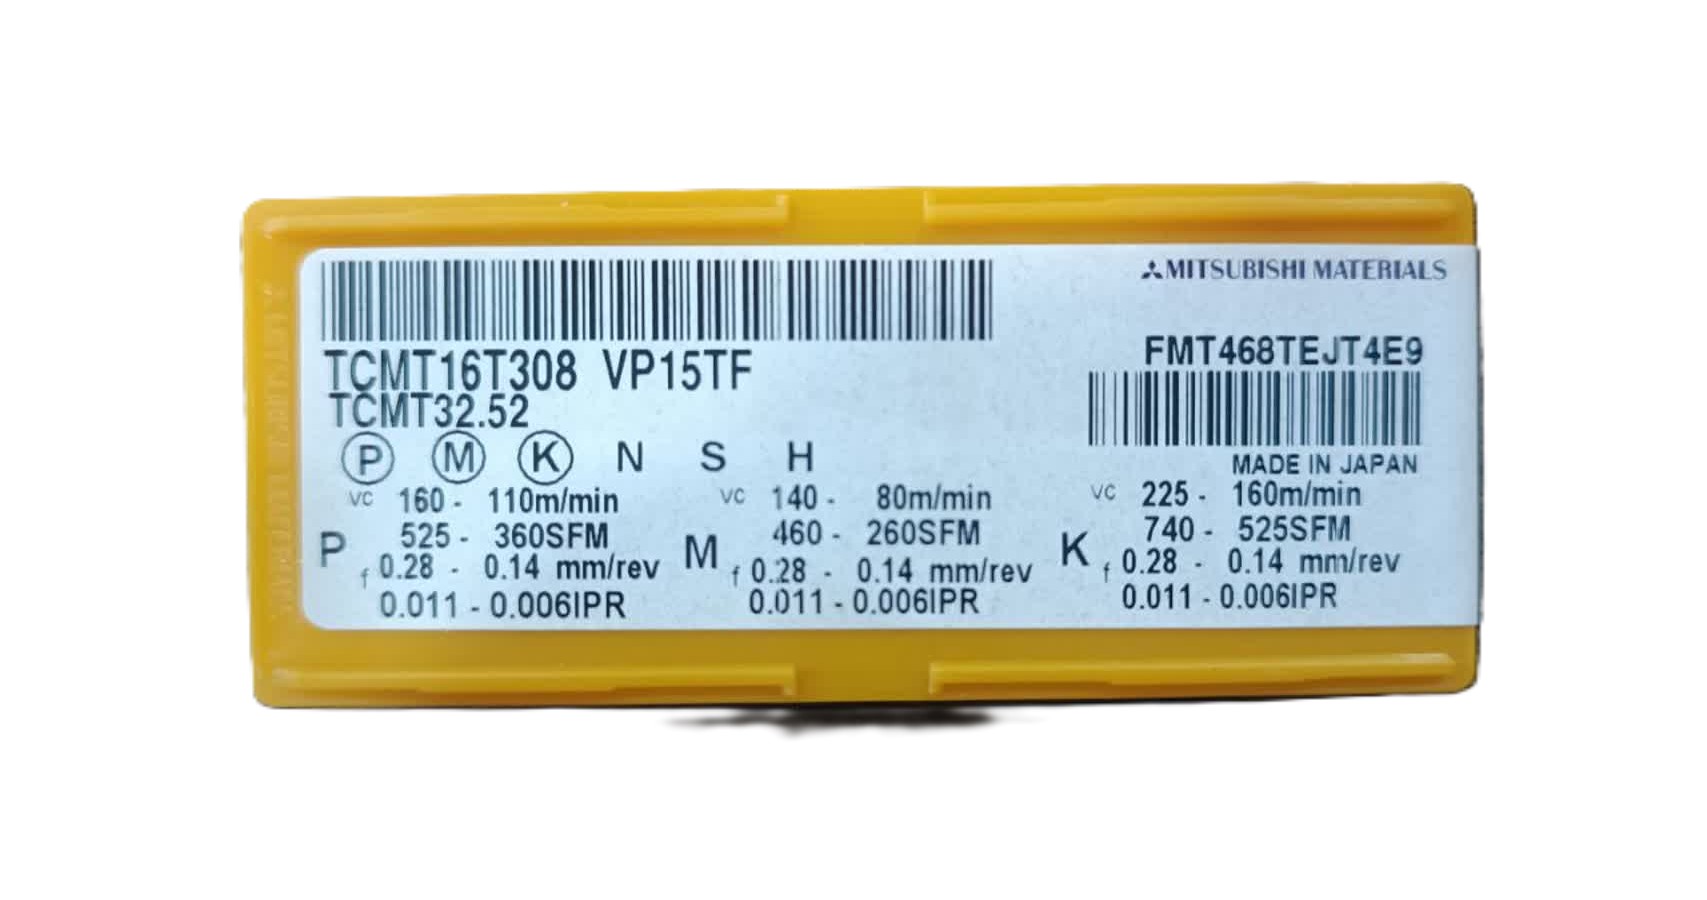 MITSUBISHI MATERIALS
TCMT16T308 VP15TF
TCMT32.52
FMT468TEJT4E9
MADE IN JAPAN
P M K N S H
P
vc 160 - 110m/min
525 - 360SFM
f 0.28 - 0.14 mm/rev
0.011 - 0.006IPR
M
vc 140 - 80m/min
460 - 260SFM
f 0.28 - 0.14 mm/rev
0.011 - 0.006IPR
K
vc 225 - 160m/min
740 - 525SFM
f 0.28 - 0.14 mm/rev
0.011 - 0.006IPR